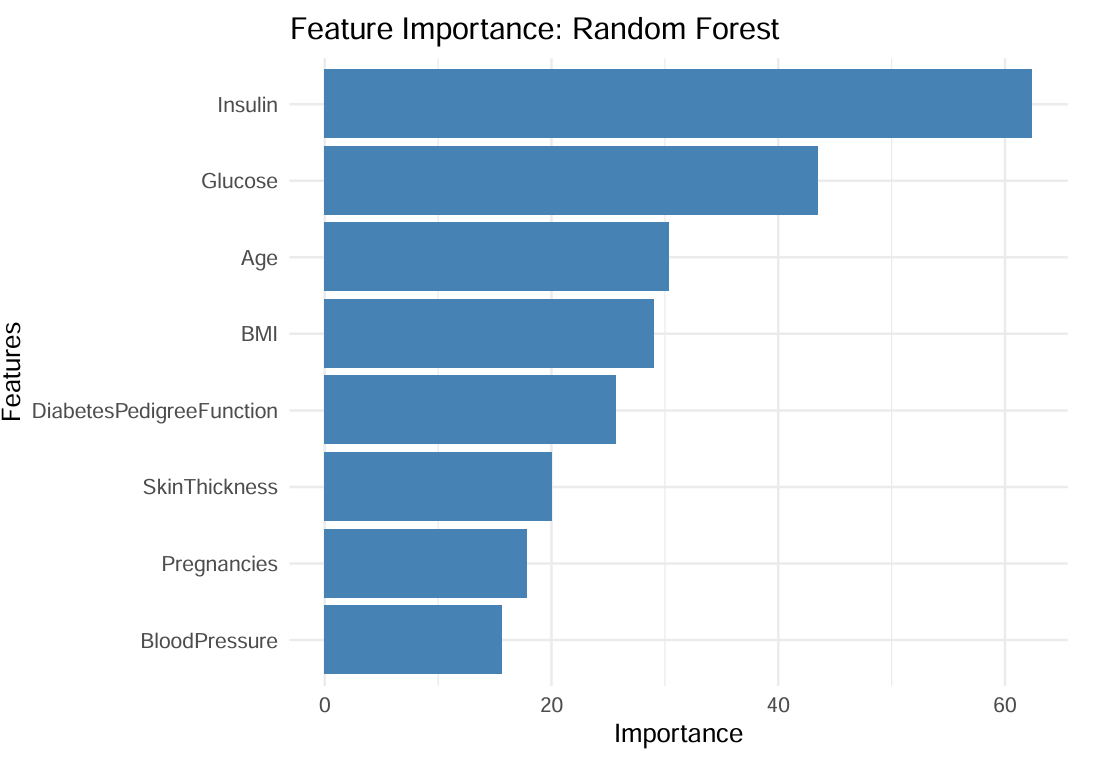 Feature Importance: Random Forest
Features
Insulin
Glucose
Age
BMI
DiabetesPedigreeFunction
SkinThickness
Pregnancies
BloodPressure
0 20 40 60
Importance